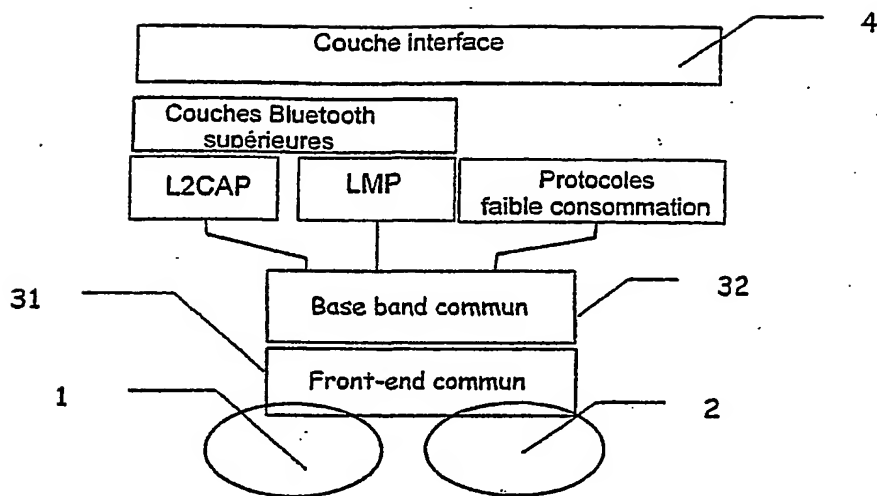 4
Couche interface
Couches Bluetooth
supérieures
L2CAP
LMP
Protocoles
faible consommation
31
Base band commun
32
1
Front-end commun
2